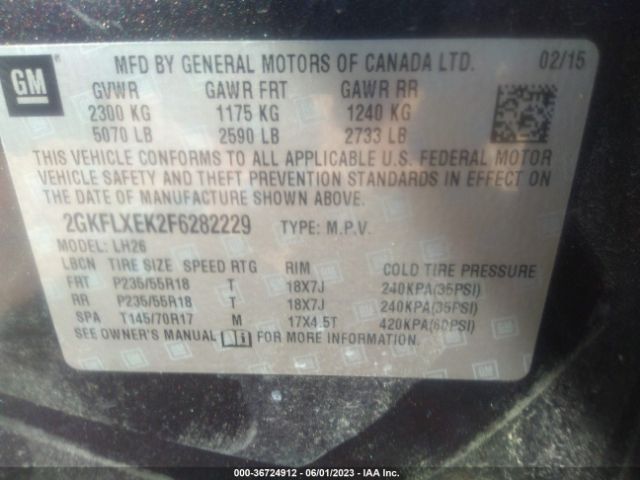 GM
MFD BY GENERAL MOTORS OF CANADA LTD. 02/15
GVWR GAWR FRT GAWR RR
2300 KG 1175 KG 1240 KG
5070 LB 2590 LB 2733 LB
THIS VEHICLE CONFORMS TO ALL APPLICABLE U.S. FEDERAL MOTOR
VEHICLE SAFETY AND THEFT PREVENTION STANDARDS IN EFFECT ON
THE DATE OF MANUFACTURE SHOWN ABOVE.
2GKFLXEK2F6282229 TYPE: M.P.V.
MODEL: LH26
LBCN TIRE SIZE SPEED RTG RIM COLD TIRE PRESSURE
FRT P235/55R18 T 18X7J 240KPA(35PSI)
RR P235/55R18 T 18X7J 240KPA(35PSI)
SPA T145/70R17 M 17X4.5T 420KPA(60PSI)
SEE OWNER'S MANUAL FOR MORE INFORMATION.
000-36724912 - 06/01/2023 - IAA Inc.